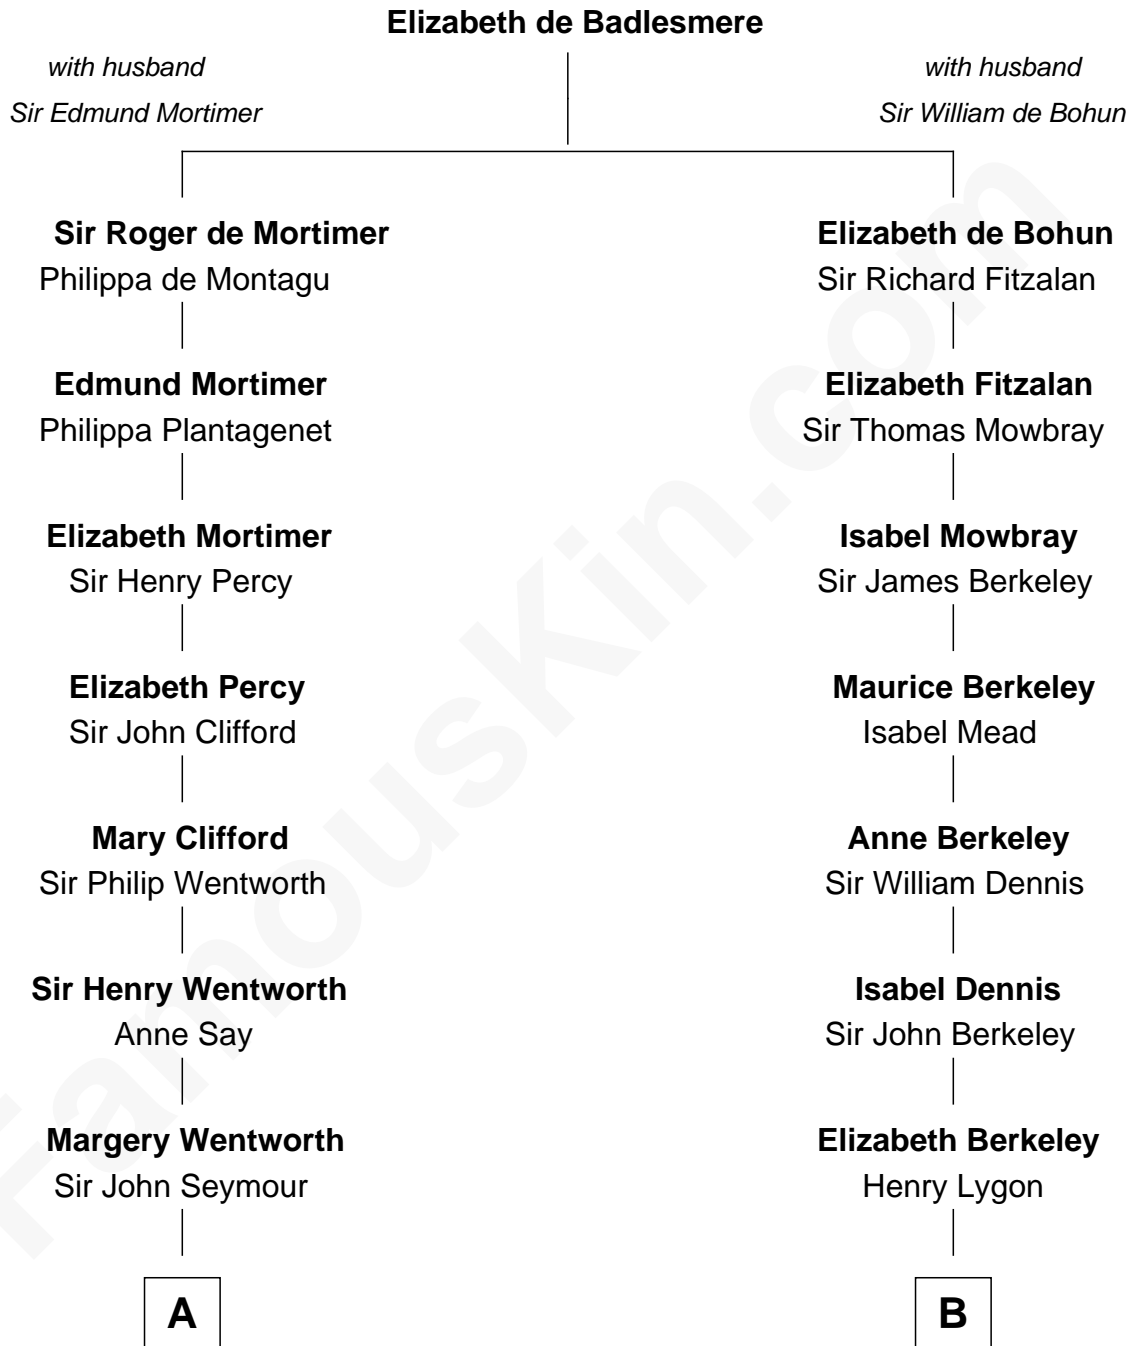 Elizabeth de Badlesmere
with husband
Sir Edmund Mortimer
with husband
Sir William de Bohun
Sir Roger de Mortimer
Philippa de Montagu
Elizabeth de Bohun
Sir Richard Fitzalan
Edmund Mortimer
Philippa Plantagenet
Elizabeth Fitzalan
Sir Thomas Mowbray
Elizabeth Mortimer
Sir Henry Percy
Isabel Mowbray
Sir James Berkeley
Elizabeth Percy
Sir John Clifford
Maurice Berkeley
Isabel Mead
Mary Clifford
Sir Philip Wentworth
Anne Berkeley
Sir William Dennis
Sir Henry Wentworth
Anne Say
Isabel Dennis
Sir John Berkeley
Margery Wentworth
Sir John Seymour
Elizabeth Berkeley
Henry Lygon
A
B
FamousKin.com